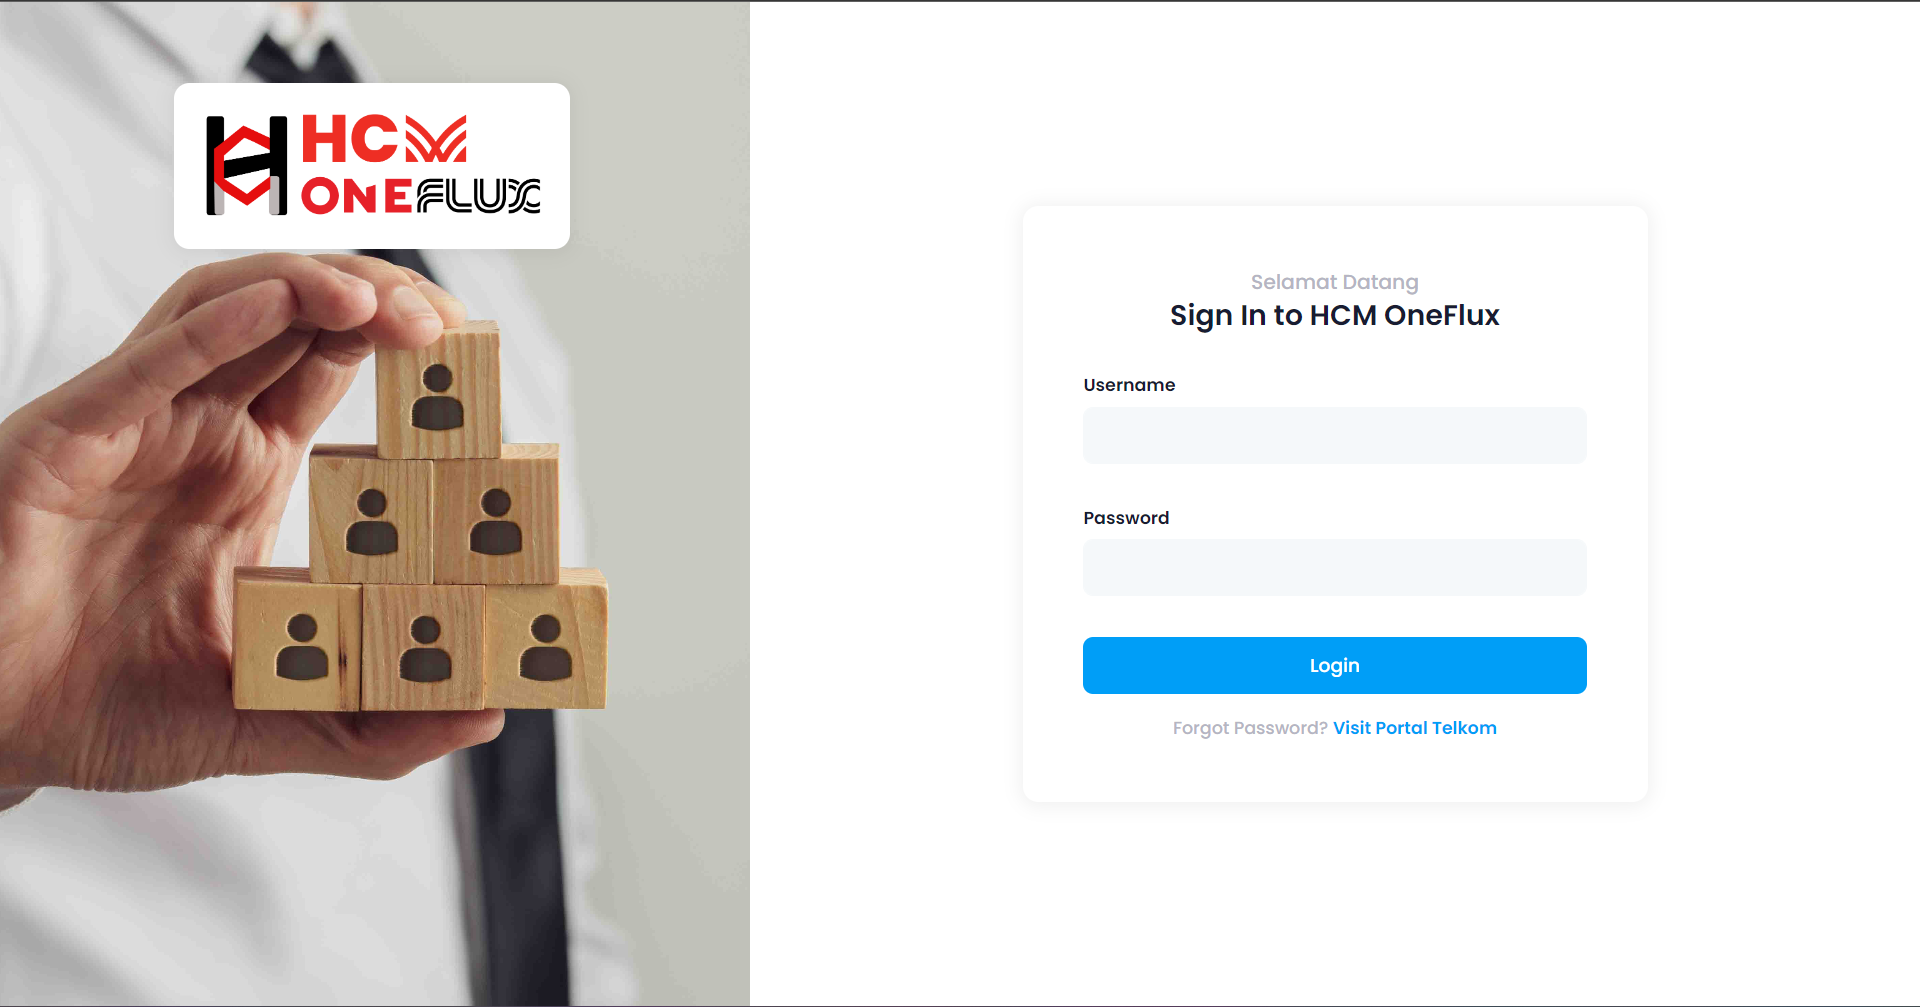 HCM
ONEFLUX
Selamat Datang
Sign In to HCM OneFlux
Username
Password
Login
Forgot Password? Visit Portal Telkom